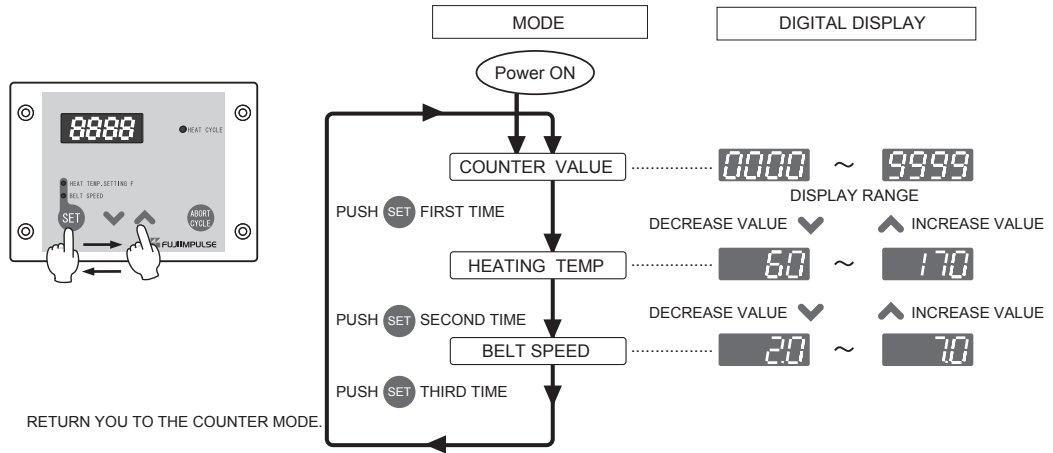 MODE
DIGITAL DISPLAY
Power ON
8888
HEAT CYCLE
HEAT TEMP.SETTING F
BELT SPEED
SET
ABORT
CYCLE
FUJIIMPULSE
COUNTER VALUE
0000 ~ 9999
DISPLAY RANGE
PUSH SET FIRST TIME
DECREASE VALUE
INCREASE VALUE
HEATING TEMP
60 ~ 170
PUSH SET SECOND TIME
DECREASE VALUE
INCREASE VALUE
BELT SPEED
2.0 ~ 7.0
PUSH SET THIRD TIME
RETURN YOU TO THE COUNTER MODE.